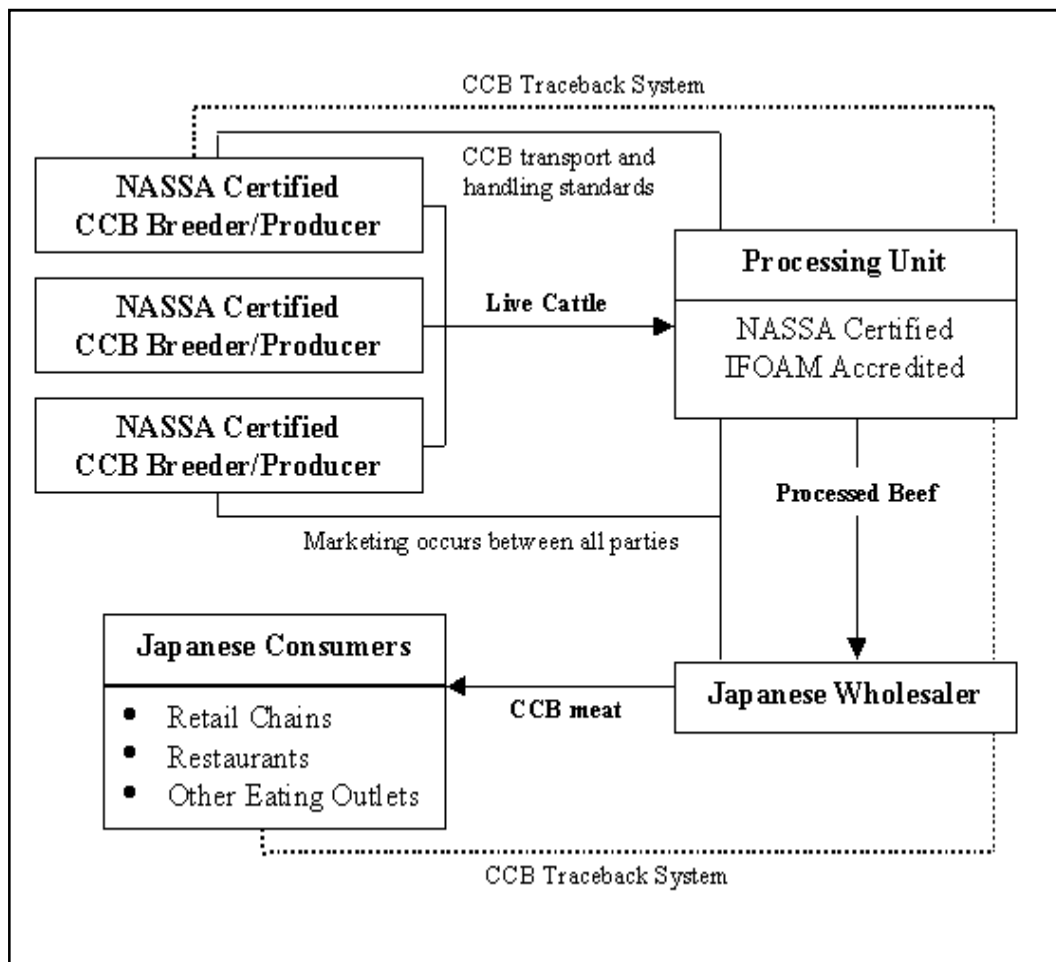 CCB Traceback System
CCB transport and
handling standards
NASSA Certified
CCB Breeder/Producer
NASSA Certified
CCB Breeder/Producer
NASSA Certified
CCB Breeder/Producer
Live Cattle
Processing Unit
NASSA Certified
IFOAM Accredited
Processed Beef
Marketing occurs between all parties
Japanese Consumers
• Retail Chains
• Restaurants
• Other Eating Outlets
CCB meat
Japanese Wholesaler
CCB Traceback System